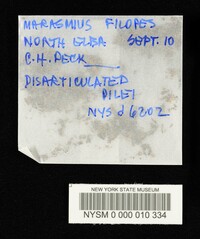 MARASMIUS FILOPES
NORTH ELBA SEPT. 10
C.H. PECK
DISARTICULATED
PILEI
NYS d 6202
NEW YORK STATE MUSEUM
NYSM 0 000 010 334